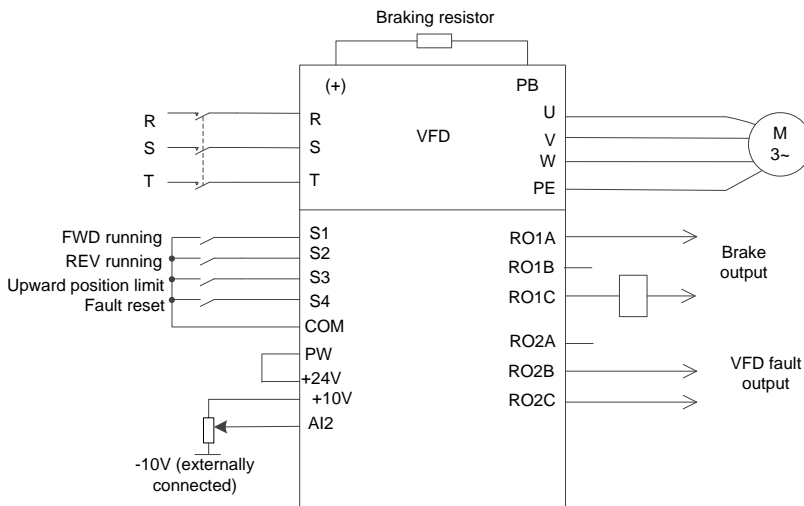 Braking resistor
(+)
PB
R
S
T
R
S
T
VFD
U
V
W
PE
M
3~
FWD running
REV running
Upward position limit
Fault reset
S1
S2
S3
S4
COM
PW
+24V
+10V
AI2
-10V (externally
connected)
RO1A
RO1B
RO1C
RO2A
RO2B
RO2C
Brake
output
VFD fault
output